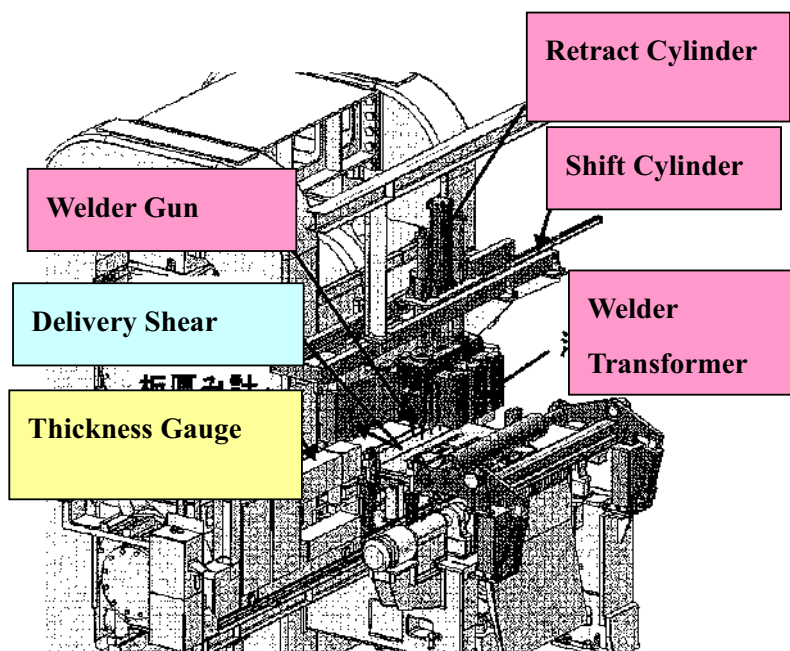 Retract Cylinder
Shift Cylinder
Welder Gun
Delivery Shear
Welder
Transformer
Thickness Gauge